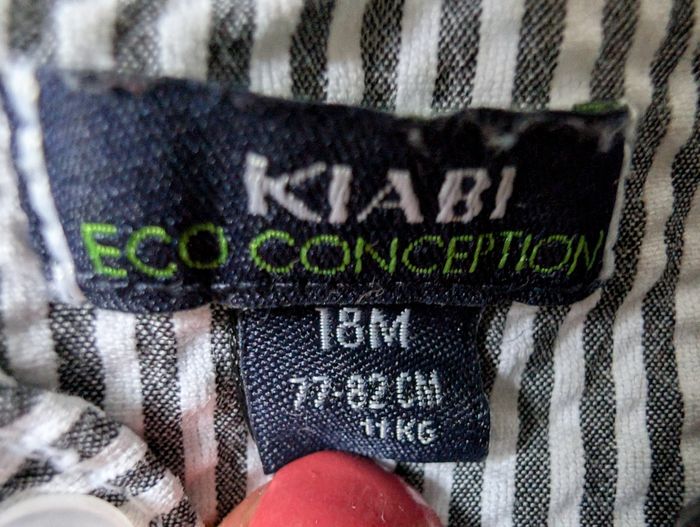 KIABI
ECO CONCEPTION
18M
77-82 CM
11 KG